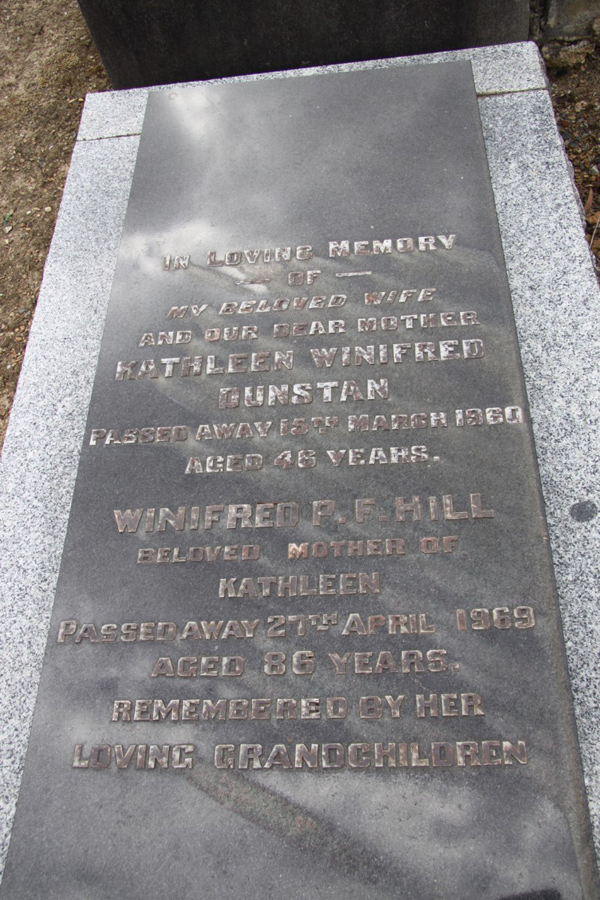 IN LOVING MEMORY
— OF —
MY BELOVED WIFE
AND OUR DEAR MOTHER
KATHLEEN WINIFRED
DUNSTAN
PASSED AWAY 15TH MARCH 1960
AGED 46 YEARS.
WINIFRED P. F. HILL
BELOVED MOTHER OF
KATHLEEN
PASSED AWAY 27TH APRIL 1969
AGED 86 YEARS.
REMEMBERED BY HER
LOVING GRANDCHILDREN